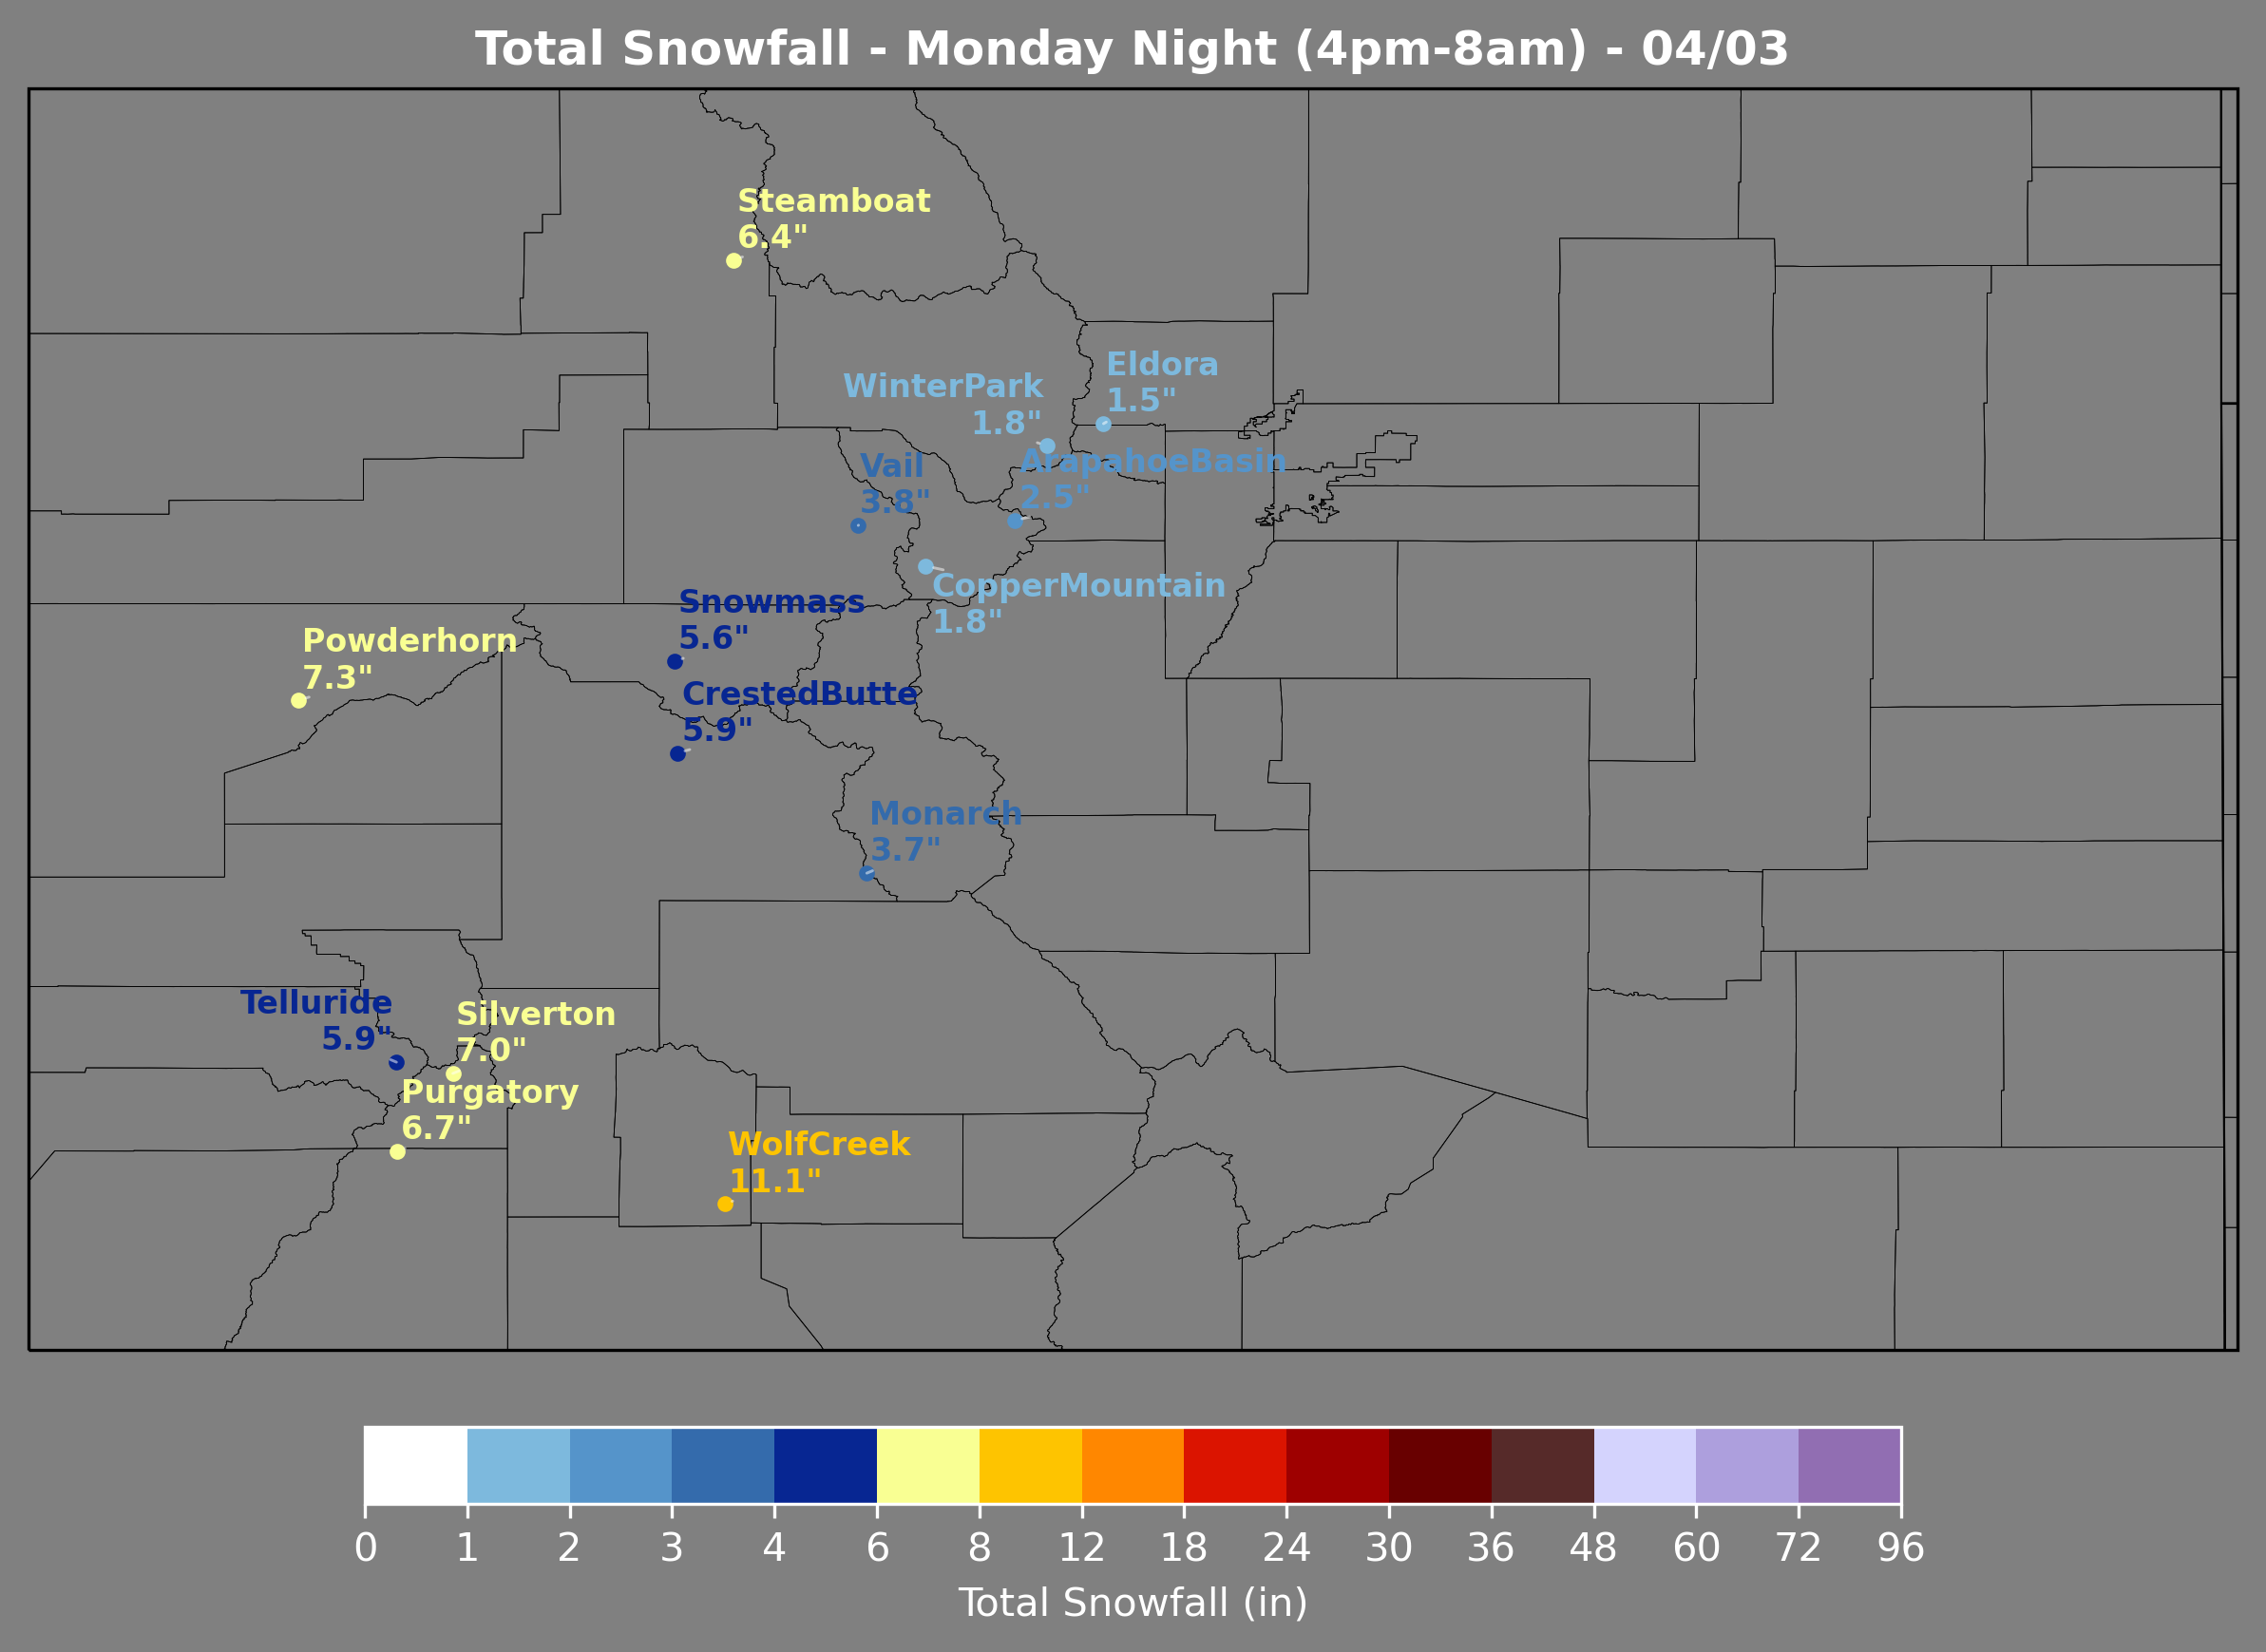 Total Snowfall - Monday Night (4pm-8am) - 04/03
Steamboat
6.4"
Eldora
1.5"
WinterPark
1.8"
Vail
3.8"
ArapahoeBasin
2.5"
CopperMountain
1.8"
Snowmass
5.6"
Powderhorn
7.3"
CrestedButte
5.9"
Monarch
3.7"
Telluride
5.9"
Silverton
7.0"
Purgatory
6.7"
WolfCreek
11.1"
0 1 2 3 4 6 8 12 18 24 30 36 48 60 72 96
Total Snowfall (in)